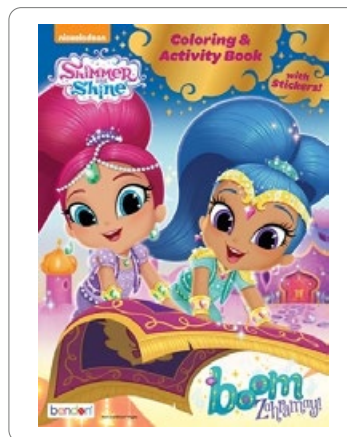 nickelodeon
Shimmer
and
Shine
Coloring &
Activity Book
with
Stickers!
boom
Zahramay!
bendon